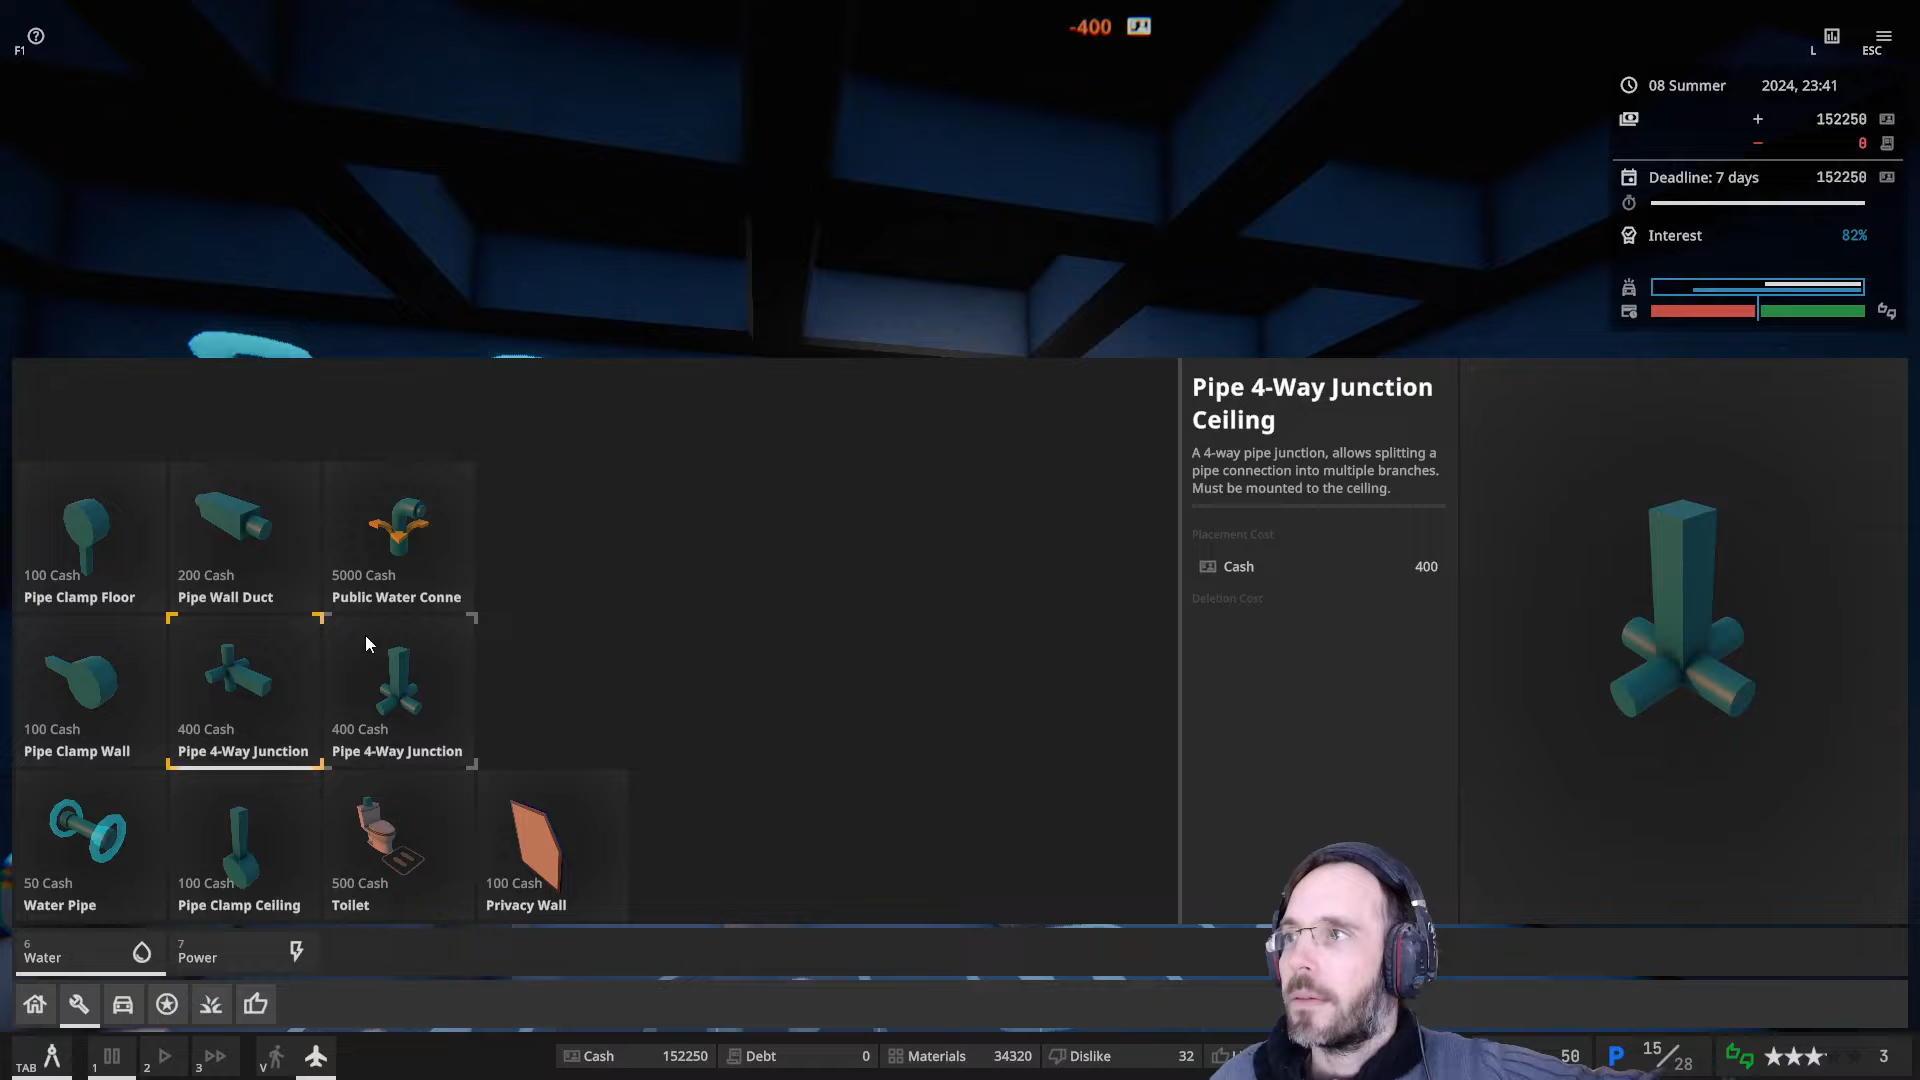 -400
F1
L
ESC
08 Summer 2024, 23:41
+ 152250
− 0
Deadline: 7 days 152250
Interest 82%
Pipe 4-Way Junction
Ceiling
A 4-way pipe junction, allows splitting a
pipe connection into multiple branches.
Must be mounted to the ceiling.
Placement Cost
Cash 400
Deletion Cost
100 Cash
Pipe Clamp Floor
200 Cash
Pipe Wall Duct
5000 Cash
Public Water Conne
100 Cash
Pipe Clamp Wall
400 Cash
Pipe 4-Way Junction
400 Cash
Pipe 4-Way Junction
50 Cash
Water Pipe
100 Cash
Pipe Clamp Ceiling
500 Cash
Toilet
100 Cash
Privacy Wall
6
Water
7
Power
TAB
1
2
3
V
Cash 152250
Debt 0
Materials 34320
Dislike 32
50
P 15/28
3